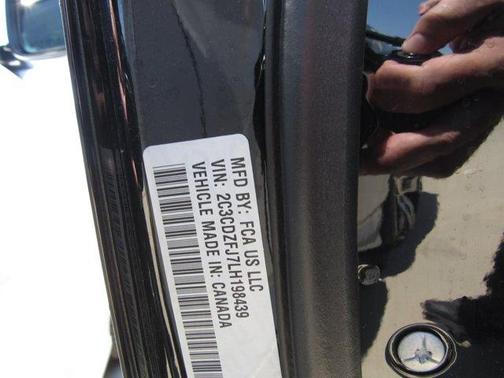 MFD BY: FCA US LLC
VIN: 2C3CDZFJ7LH198439
VEHICLE MADE IN: CANADA